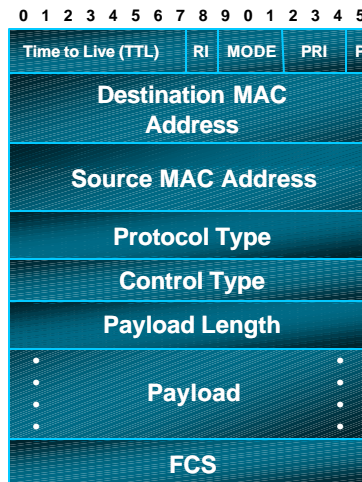 0 1 2 3 4 5 6 7 8 9 0 1 2 3 4 5
Time to Live (TTL) RI MODE PRI P
Destination MAC
Address
Source MAC Address
Protocol Type
Control Type
Payload Length
Payload
FCS